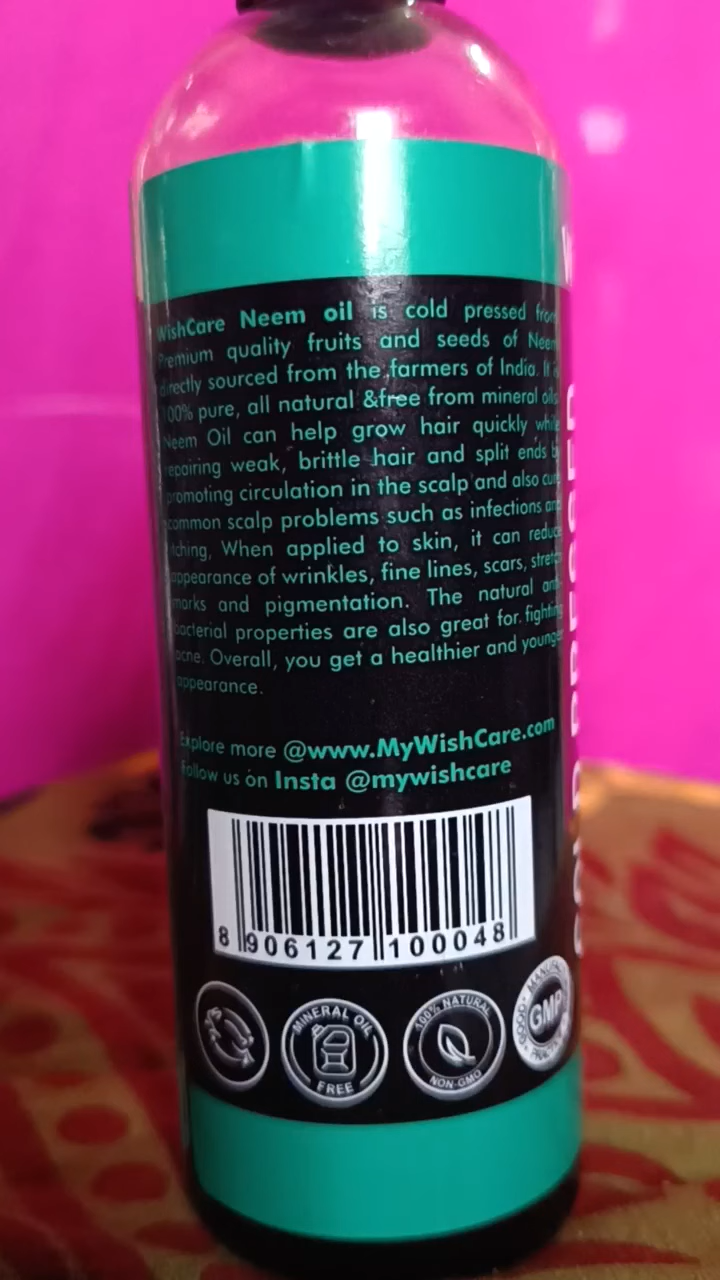 WishCare Neem oil is cold pressed from
Premium quality fruits and seeds of Neem
directly sourced from the farmers of India. It is
100% pure, all natural &free from mineral oils
Neem Oil can help grow hair quickly while
repairing weak, brittle hair and split ends by
promoting circulation in the scalp and also cure
common scalp problems such as infections and
itching, When applied to skin, it can reduce
appearance of wrinkles, fine lines, scars, stretch
marks and pigmentation. The natural anti-
bacterial properties are also great for fighting
acne. Overall, you get a healthier and younger
appearance.
Explore more @www.MyWishCare.com
Follow us on Insta @mywishcare
8 906127 100048
MINERAL OIL
FREE
100% NATURAL
NON-GMO
GOOD MANUFACTURING
GMP
PRACTICE
COLD PRESSED